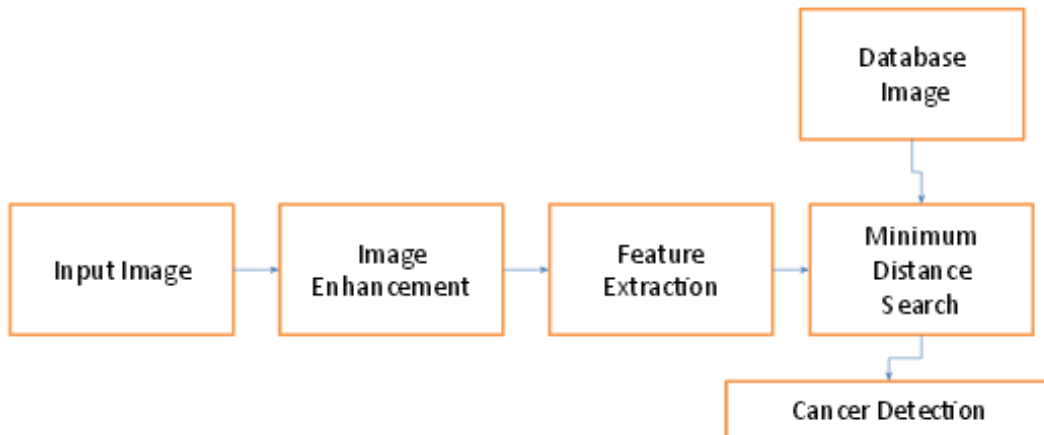 Database
Image
Input Image
Image
Enhancement
Feature
Extraction
Minimum
Distance
Search
Cancer Detection